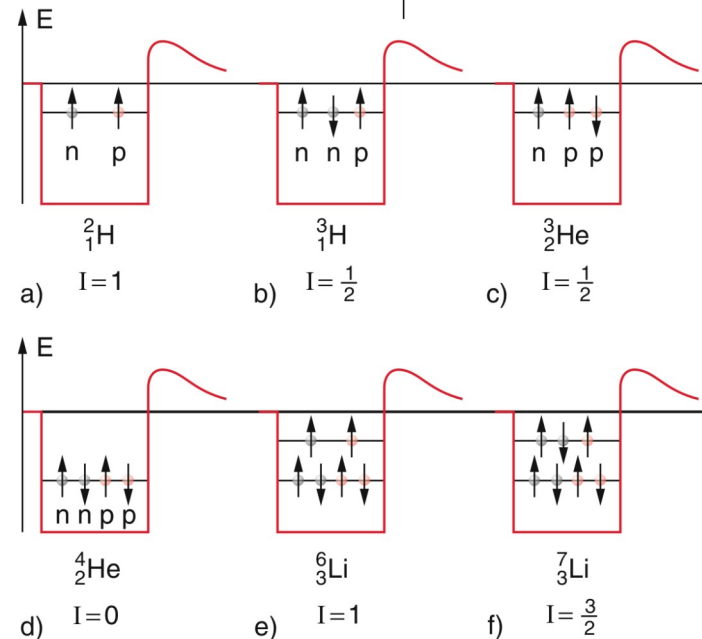 E
n p
n n p
n p p
²₁H
³₁H
³₂He
a) I=1
b) I=1/2
c) I=1/2
E
n n p p
⁴₂He
⁶₃Li
⁷₃Li
d) I=0
e) I=1
f) I=3/2